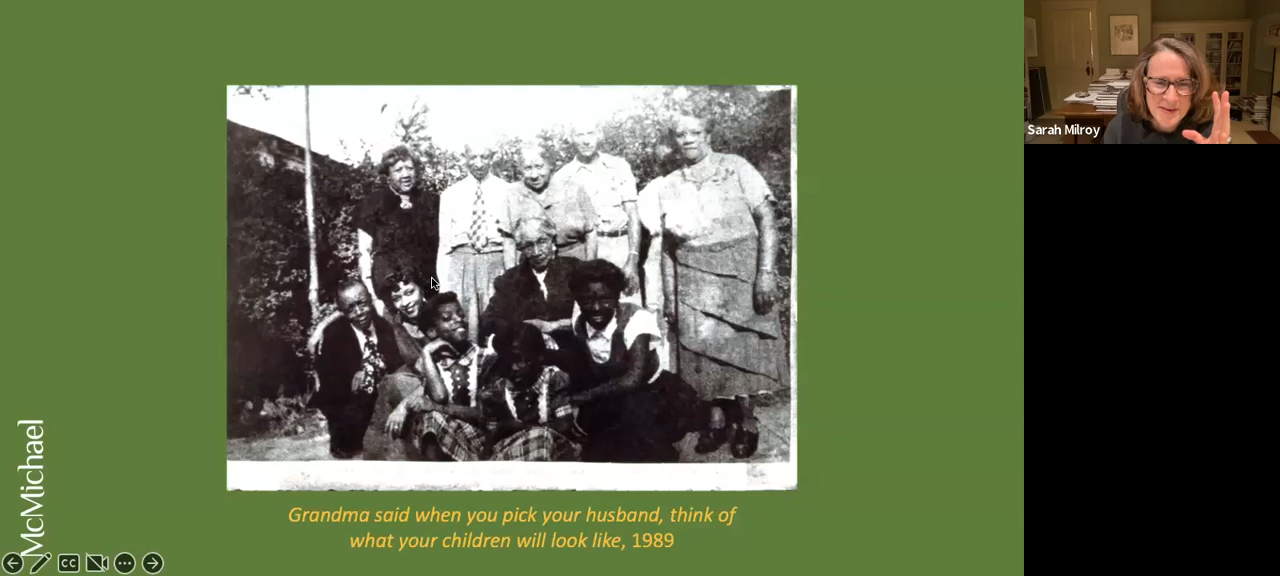 Sarah Milroy
McMichael
Grandma said when you pick your husband, think of
what your children will look like, 1989
CC